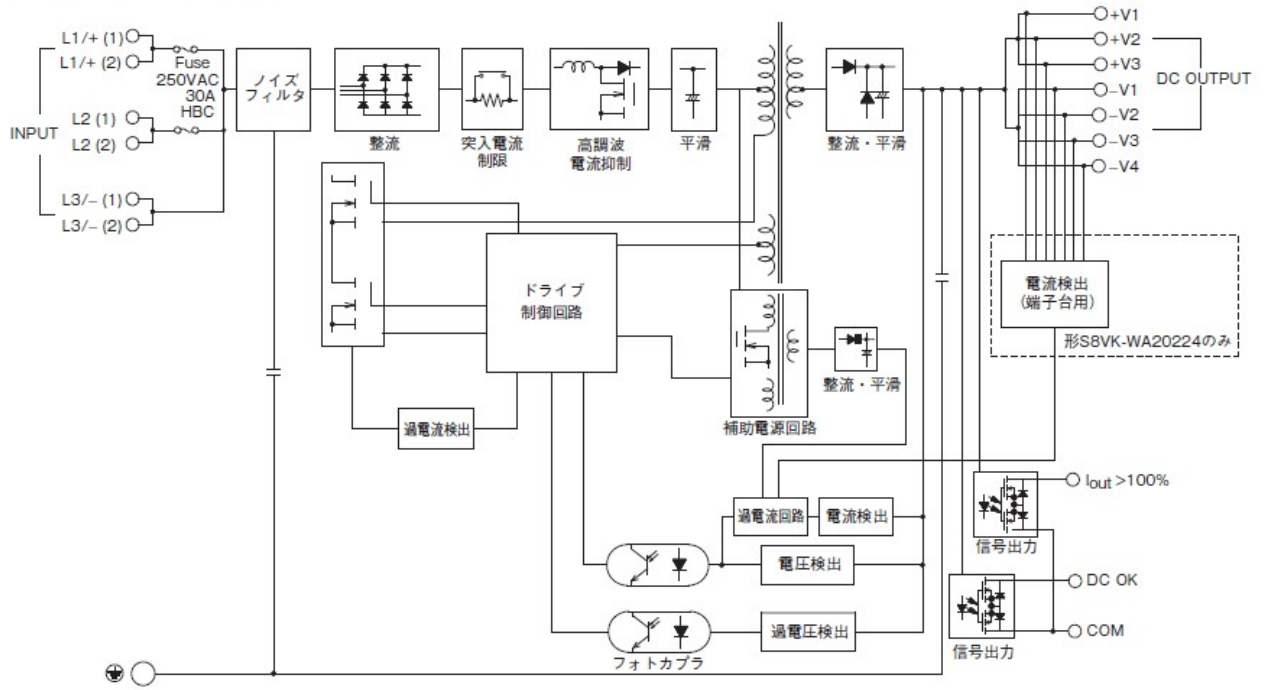 INPUT
L1/+ (1)
L1/+ (2)
L2 (1)
L2 (2)
L3/− (1)
L3/− (2)
Fuse
250VAC
30A
HBC
ノイズ
フィルタ
整流
突入電流
制限
高調波
電流抑制
平滑
整流・平滑
+V1
+V2
+V3
−V1
−V2
−V3
−V4
DC OUTPUT
電流検出
(端子台用)
形S8VK-WA20224のみ
ドライブ
制御回路
過電流検出
補助電源回路
整流・平滑
過電流回路
電流検出
電圧検出
過電圧検出
フォトカプラ
Iout >100%
信号出力
DC OK
COM
信号出力